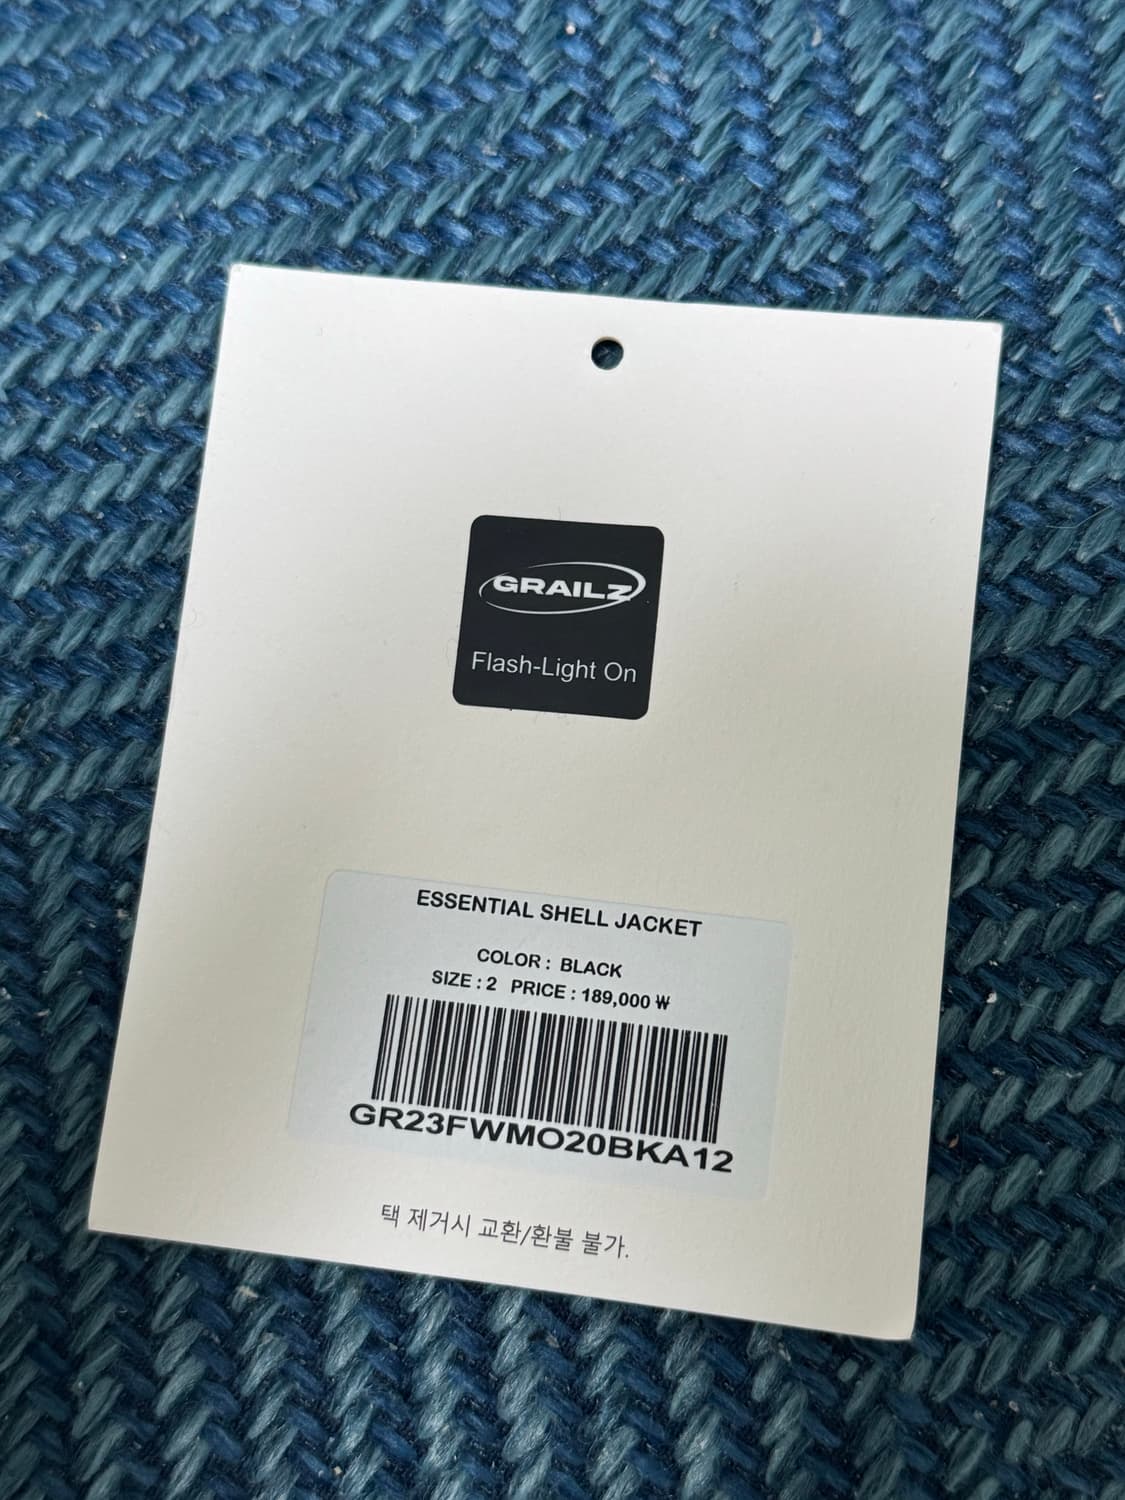 GRAILZ
Flash-Light On
ESSENTIAL SHELL JACKET
COLOR : BLACK
SIZE : 2 PRICE : 189,000 ₩
GR23FWMO20BKA12
택 제거시 교환/환불 불가.